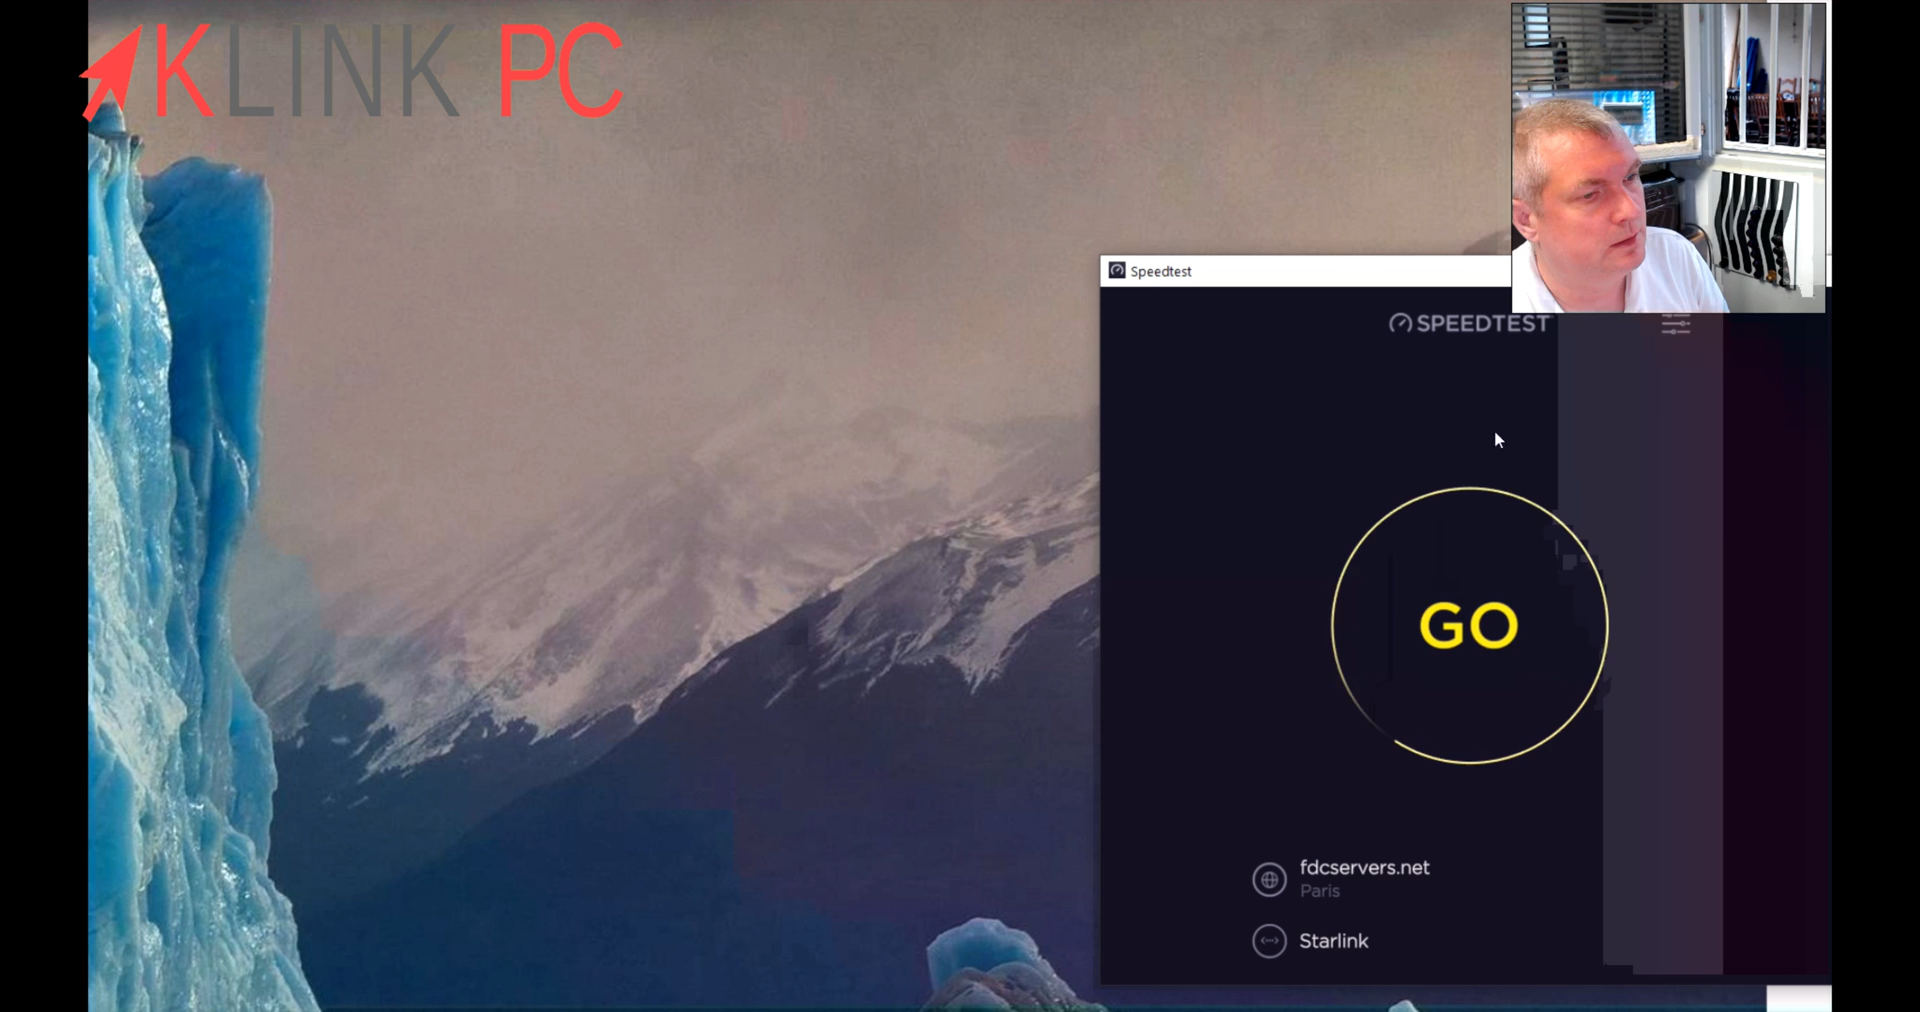 KLINK PC
Speedtest
SPEEDTEST
GO
fdcservers.net
Paris
Starlink